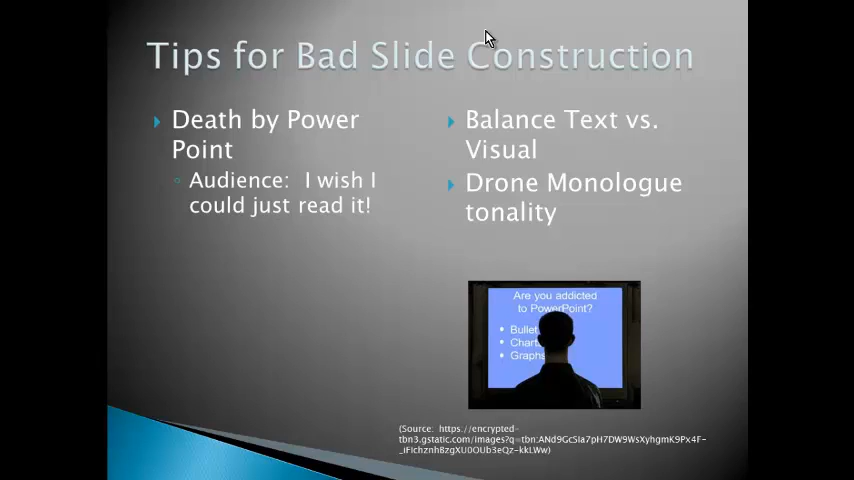 Tips for Bad Slide Construction
Death by Power
Point
Audience: I wish I
could just read it!
Balance Text vs.
Visual
Drone Monologue
tonality
Are you addicted
to PowerPoint?
• Bullet
• Chart
• Graphs
(Source: https://encrypted-
tbn3.gstatic.com/images?q=tbn:ANd9GcSla7pH7DW9WsXyhgmK9Px4F-
_iFIchznhBzgXU0OUb3eQz-kkLWw)